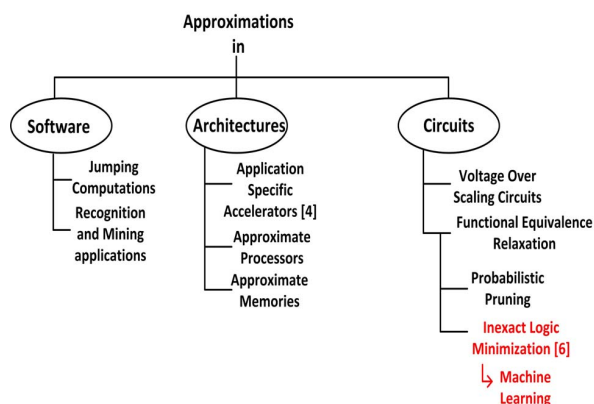 Approximations
in
Software
Architectures
Circuits
Jumping
Computations
Recognition
and Mining
applications
Application
Specific
Accelerators [4]
Approximate
Processors
Approximate
Memories
Voltage Over
Scaling Circuits
Functional Equivalence
Relaxation
Probabilistic
Pruning
Inexact Logic
Minimization [6]
Machine
Learning